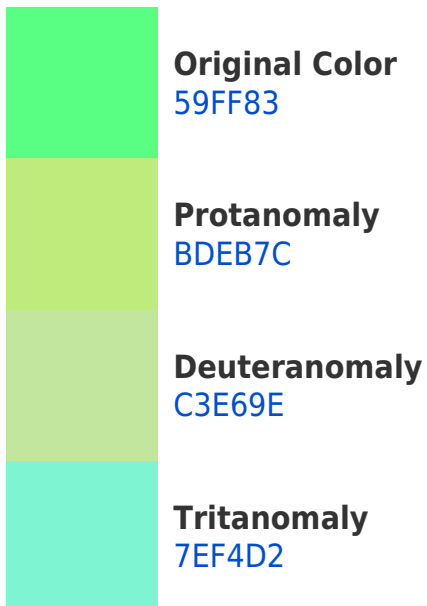 Original Color
59FF83
Protanomaly
BDEB7C
Deuteranomaly
C3E69E
Tritanomaly
7EF4D2